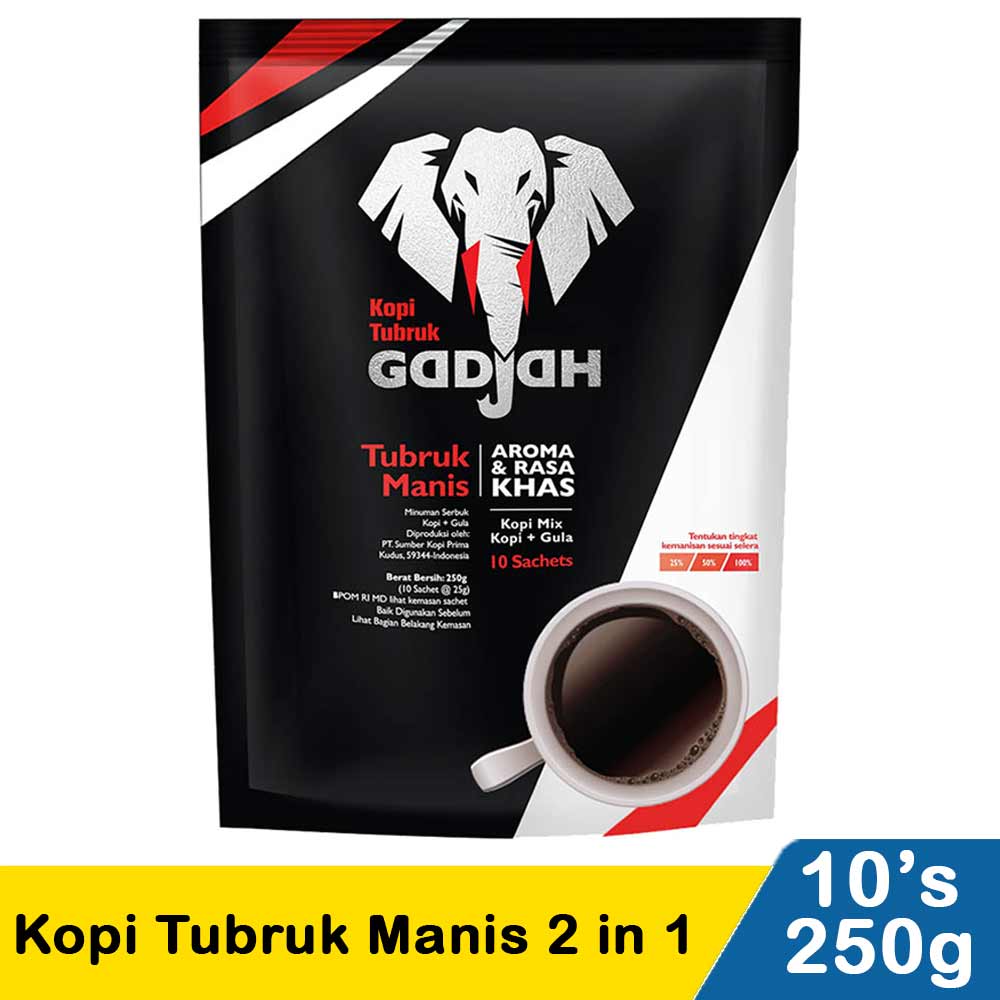 Kopi
Tubruk
GADJAH
Tubruk
Manis
AROMA
& RASA
KHAS
Minuman Serbuk
Kopi + Gula
Diproduksi oleh:
PT. Sumber Kopi Prima
Kudus, 59344-Indonesia
Kopi Mix
Kopi + Gula
10 Sachets
Berat Bersih: 250g
(10 Sachet @ 25g)
BPOM RI MD lihat kemasan sachet
Baik Digunakan Sebelum
Lihat Bagian Belakang Kemasan
Tentukan tingkat
kemanisan sesuai selera
25% 50% 100%
Kopi Tubruk Manis 2 in 1
10's
250g